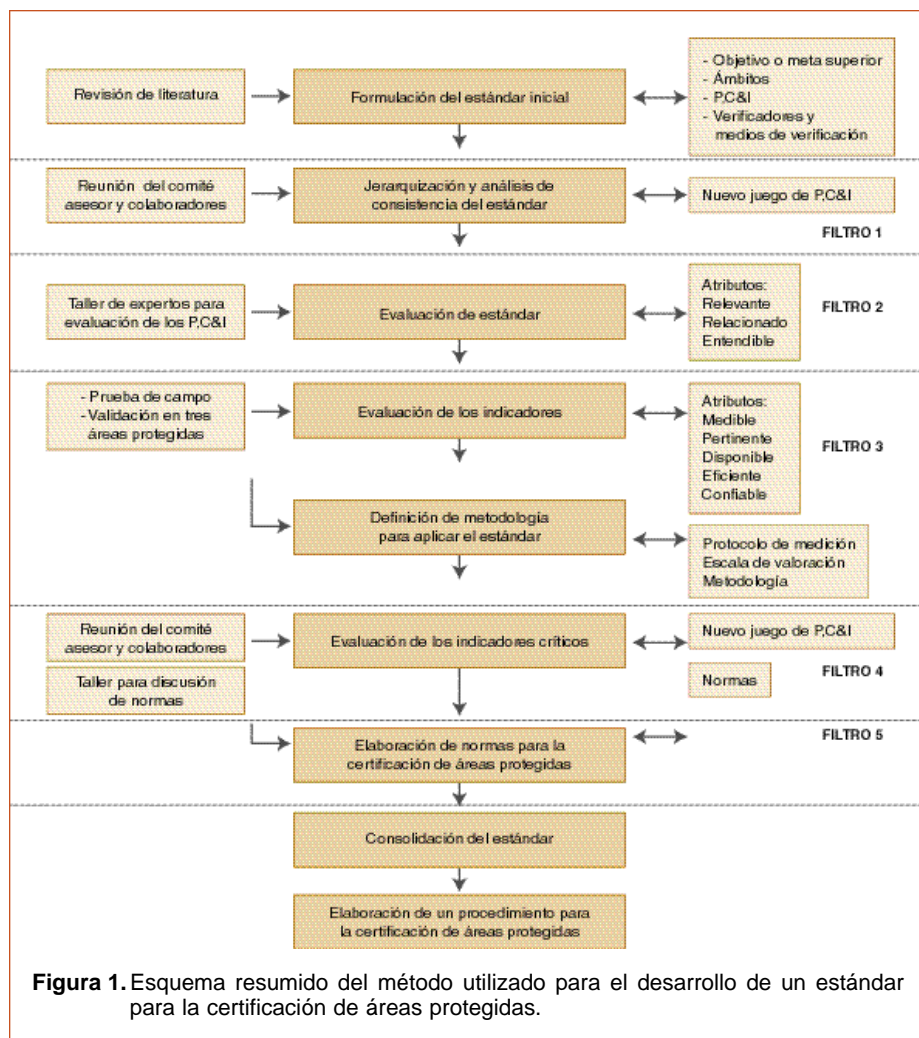 Revisión de literatura
Formulación del estándar inicial
- Objetivo o meta superior
- Ámbitos
- P,C&I
- Verificadores y
medios de verificación
Reunión del comité
asesor y colaboradores
Jerarquización y análisis de
consistencia del estándar
Nuevo juego de P,C&I
FILTRO 1
Taller de expertos para
evaluación de los P,C&I
Evaluación de estándar
Atributos:
Relevante
Relacionado
Entendible
FILTRO 2
- Prueba de campo
- Validación en tres
áreas protegidas
Evaluación de los indicadores
Atributos:
Medible
Pertinente
Disponible
Eficiente
Confiable
FILTRO 3
Definición de metodología
para aplicar el estándar
Protocolo de medición
Escala de valoración
Metodología
Reunión del comité
asesor y colaboradores
Evaluación de los indicadores críticos
Nuevo juego de P,C&I
Taller para discusión
de normas
Normas
FILTRO 4
FILTRO 5
Elaboración de normas para la
certificación de áreas protegidas
Consolidación del estándar
Elaboración de un procedimiento para
la certificación de áreas protegidas
Figura 1. Esquema resumido del método utilizado para el desarrollo de un estándar
para la certificación de áreas protegidas.